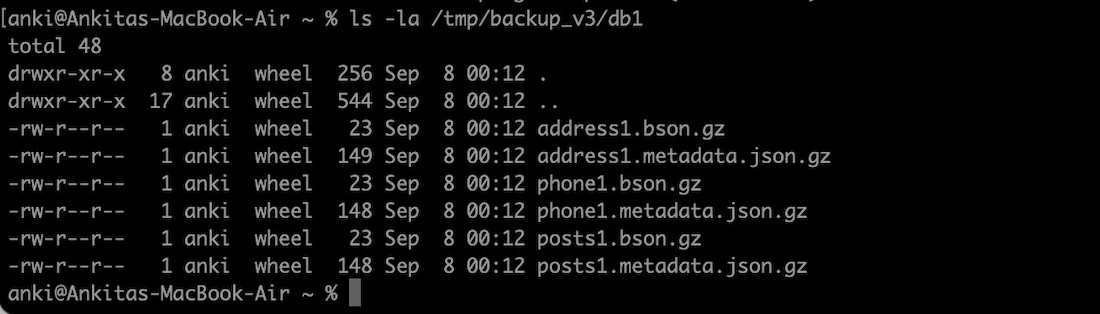 [anki@Ankitas-MacBook-Air ~ % ls -la /tmp/backup_v3/db1
total 48
drwxr-xr-x   8 anki  wheel  256 Sep  8 00:12 .
drwxr-xr-x  17 anki  wheel  544 Sep  8 00:12 ..
-rw-r--r--   1 anki  wheel   23 Sep  8 00:12 address1.bson.gz
-rw-r--r--   1 anki  wheel  149 Sep  8 00:12 address1.metadata.json.gz
-rw-r--r--   1 anki  wheel   23 Sep  8 00:12 phone1.bson.gz
-rw-r--r--   1 anki  wheel  148 Sep  8 00:12 phone1.metadata.json.gz
-rw-r--r--   1 anki  wheel   23 Sep  8 00:12 posts1.bson.gz
-rw-r--r--   1 anki  wheel  148 Sep  8 00:12 posts1.metadata.json.gz
anki@Ankitas-MacBook-Air ~ %